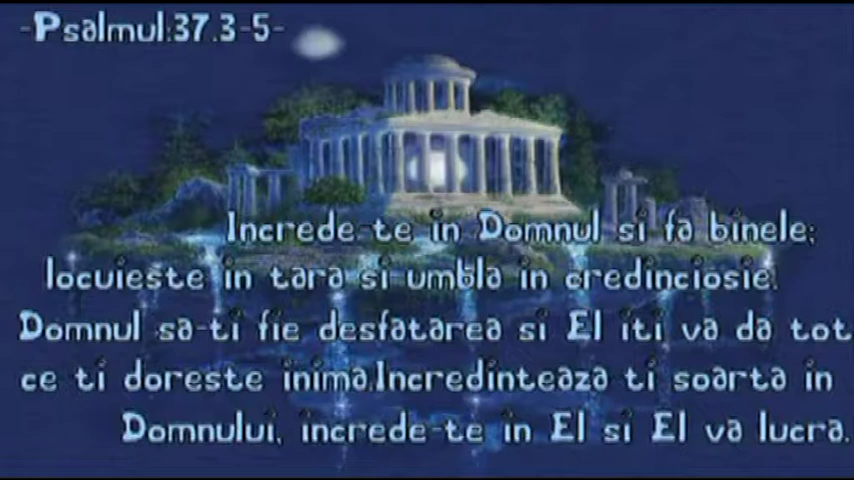 -Psalmul:37.3-5-
Increde-te in Domnul si fa binele;
locuieste in tara si umbla in credinciosie.
Domnul sa-ti fie desfatarea si El iti va da tot
ce ti doreste inima.Incredinteaza ti soarta in
Domnului, increde-te in El si El va lucra.